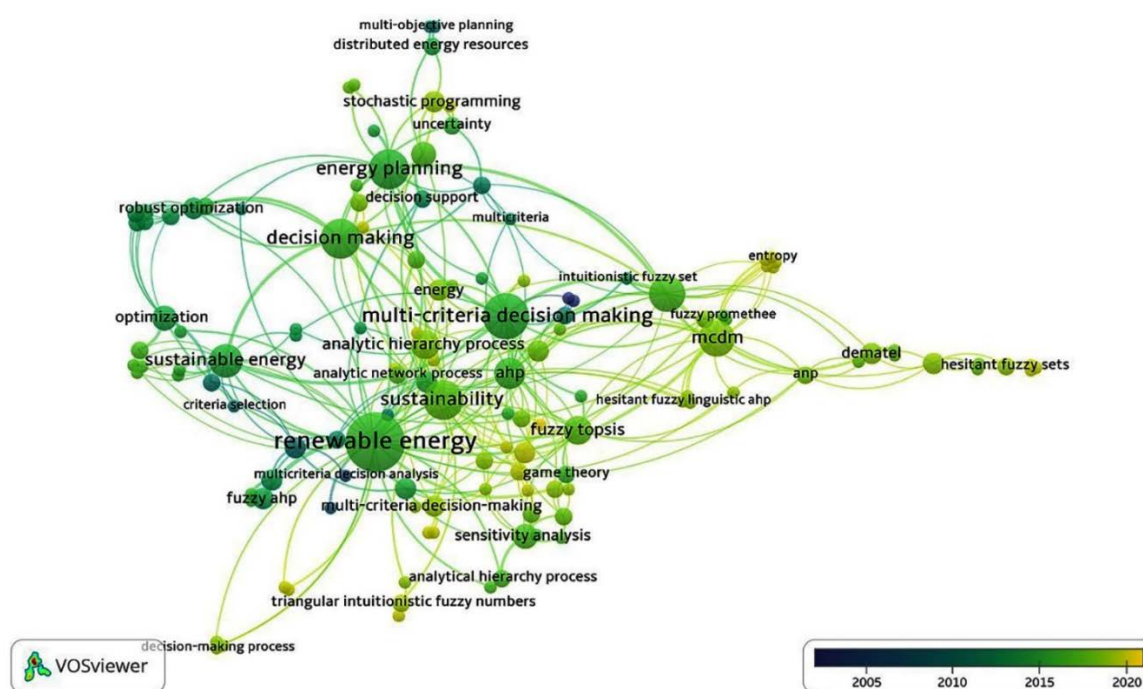 multi-objective planning
distributed energy resources
stochastic programming
uncertainty
energy planning
decision support
robust optimization
multicriteria
decision making
entropy
intuitionistic fuzzy set
energy
optimization
multi-criteria decision making
fuzzy promethee
mcdm
analytic hierarchy process
dematel
sustainable energy
hesitant fuzzy sets
analytic network process
ahp
anp
criteria selection
sustainability
hesitant fuzzy linguistic ahp
fuzzy topsis
renewable energy
multicriteria decision analysis
game theory
fuzzy ahp
multi-criteria decision-making
sensitivity analysis
analytical hierarchy process
triangular intuitionistic fuzzy numbers
decision-making process
VOSviewer
2005 2010 2015 2020